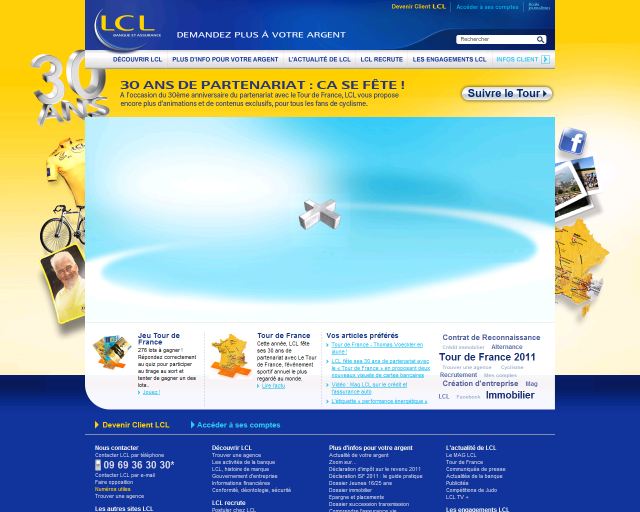 Devenir Client LCL
Accéder à ses comptes
LCL
BANQUE ET ASSURANCE
DEMANDEZ PLUS À VOTRE ARGENT
Rechercher
DÉCOUVRIR LCL
PLUS D'INFO POUR VOTRE ARGENT
L'ACTUALITÉ DE LCL
LCL RECRUTE
LES ENGAGEMENTS LCL
INFOS CLIENT
30 ANS
30 ANS DE PARTENARIAT : CA SE FÊTE !
A l'occasion du 30ème anniversaire du partenariat avec le Tour de France, LCL vous propose
encore plus d'animations et de contenus exclusifs, pour tous les fans de cyclisme.
Suivre le Tour
Jeu Tour de
France
276 lots à gagner !
Répondez correctement
au quiz pour participer
au tirage au sort et
tenter de gagner un des
lots.
Jouez !
Tour de France
Cette année, LCL fête
ses 30 ans de
partenariat avec Le Tour
de France, l'événement
sportif annuel le plus
regardé au monde.
Lire l'actu
Vos articles préférés
Tour de France - Thomas Voeckler en
jaune !
LCL fête ses 30 ans de partenariat avec
le « Tour de France » en proposant deux
nouveaux visuels de cartes bancaires
Vidéo : Mag LCL sur le crédit et
l'assurance auto
L'étiquette « performance énergétique »
Contrat de Reconnaissance
Crédit immobilier Alternance
Tour de France 2011
Trouver une agence Cyclisme
Recrutement Mes comptes
Création d'entreprise Mag
LCL Facebook Immobilier
Devenir Client LCL
Accéder à ses comptes
Nous contacter
Contacter LCL par téléphone
09 69 36 30 30*
Contacter LCL par e-mail
Faire opposition
Numéros utiles
Trouver une agence
Les autres sites LCL
Découvrir LCL
Trouver une agence
Les activités de la banque
LCL, histoire de marque
Gouvernement d'entreprise
Informations financières
Conformité, déontologie, sécurité
LCL recrute
Postuler chez LCL
Plus d'infos pour votre argent
Actualité de votre argent
Zoom sur...
Déclaration d'impôt sur le revenu 2011
Déclaration ISF 2011 : le guide pratique
Dossier Jeunes 16/25 ans
Dossier immobilier
Epargne et placements
Dossier succession transmission
Comprendre l'assurance vie
L'actualité de LCL
Le MAG LCL
Tour de France
Communiqués de presse
Actualités de la banque
Publicités
Compétitions de Judo
LCL TV +
Les engagements LCL